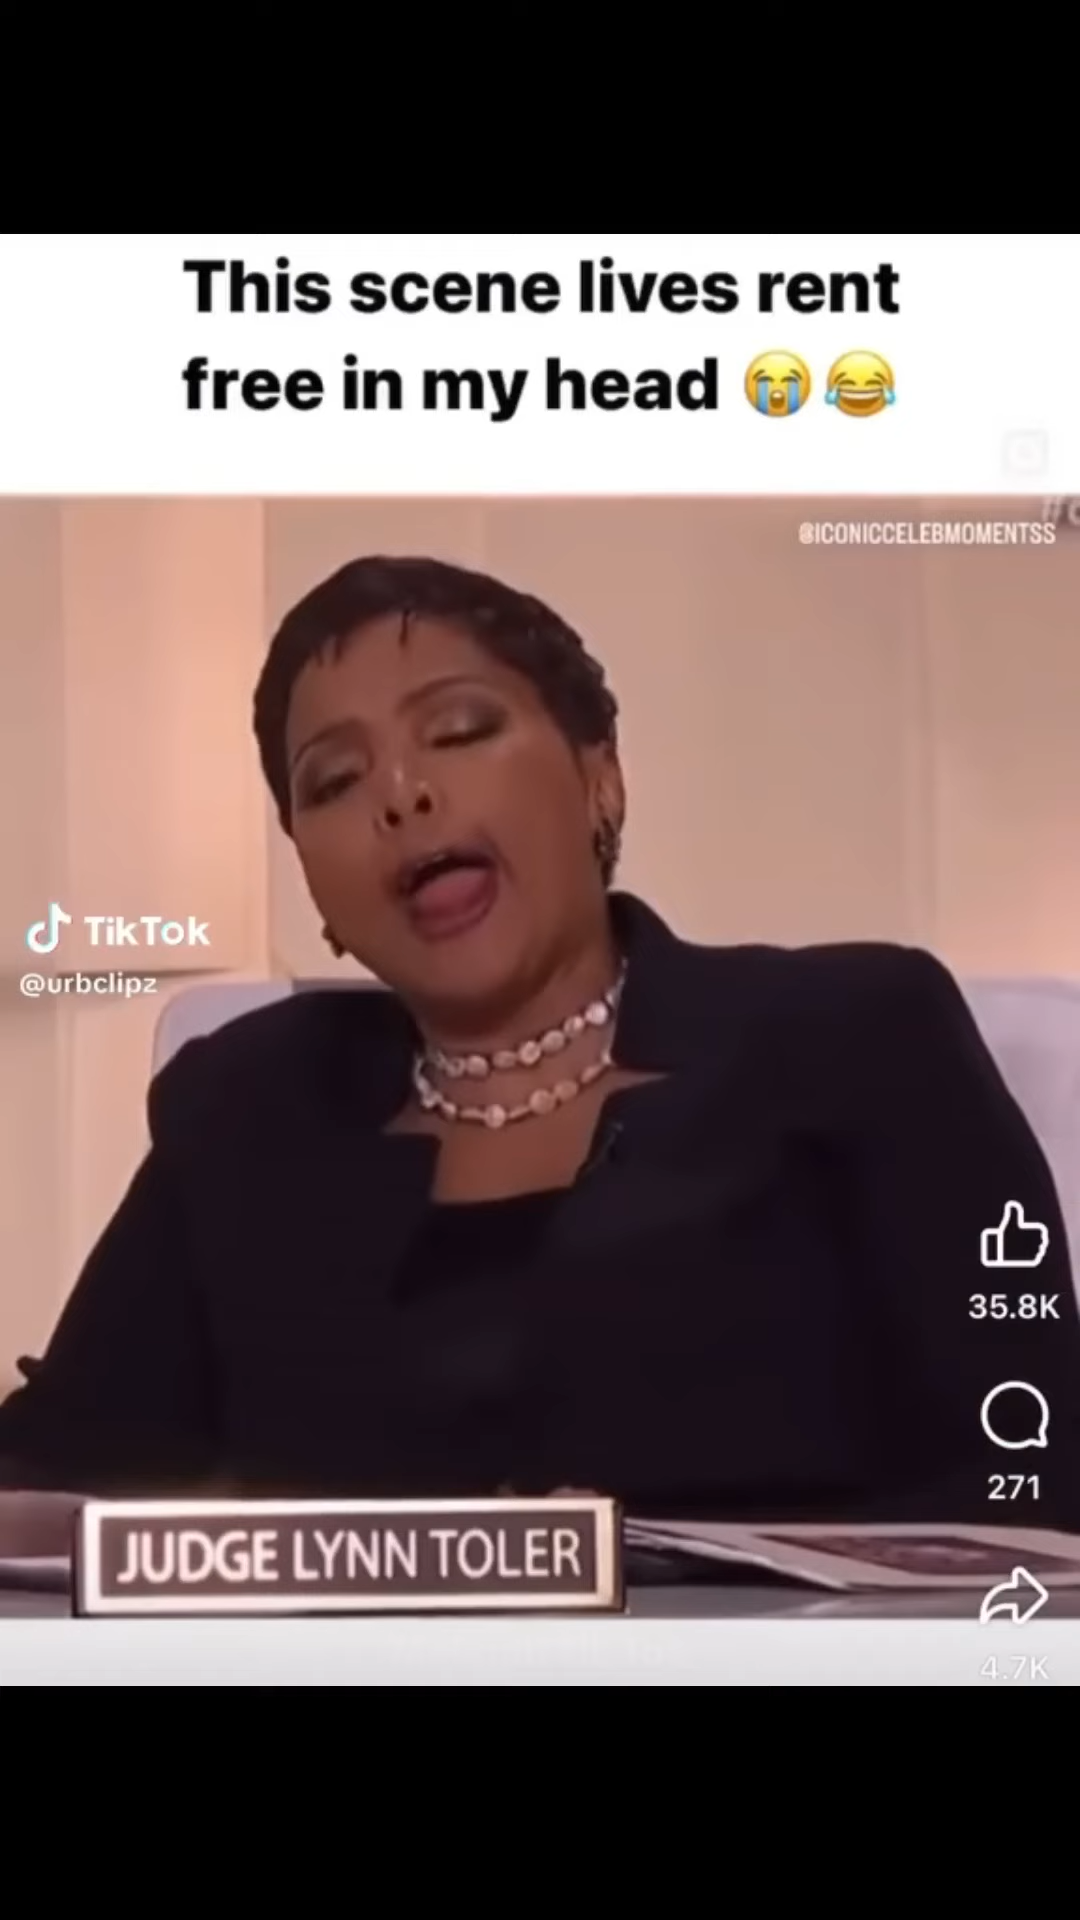 This scene lives rent
free in my head 😭😂
@ICONICCELEBMOMENTSS
TikTok
@urbclipz
35.8K
271
JUDGE LYNN TOLER
4.7K